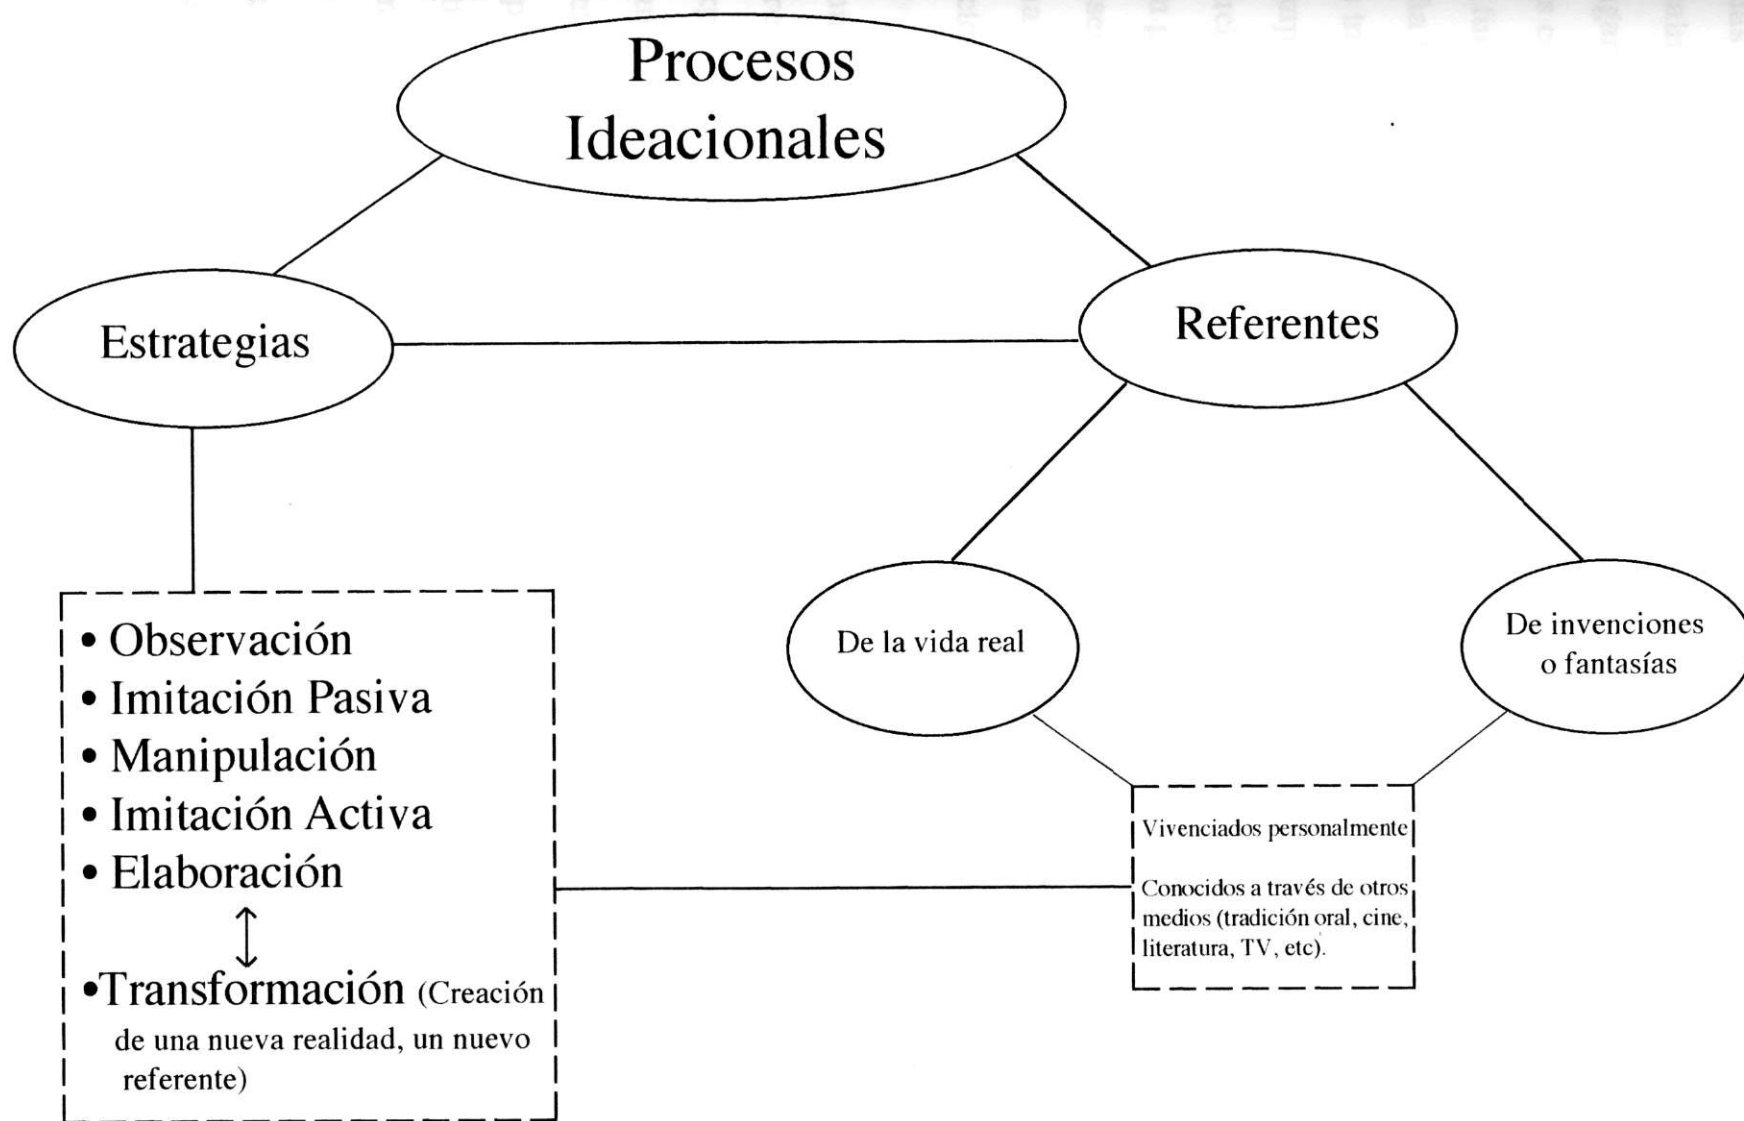 Procesos
Ideacionales
Estrategias
Referentes
• Observación
• Imitación Pasiva
• Manipulación
• Imitación Activa
• Elaboración
•Transformación (Creación
de una nueva realidad, un nuevo
referente)
De la vida real
De invenciones
o fantasías
Vivenciados personalmente
Conocidos a través de otros
medios (tradición oral, cine,
literatura, TV, etc).